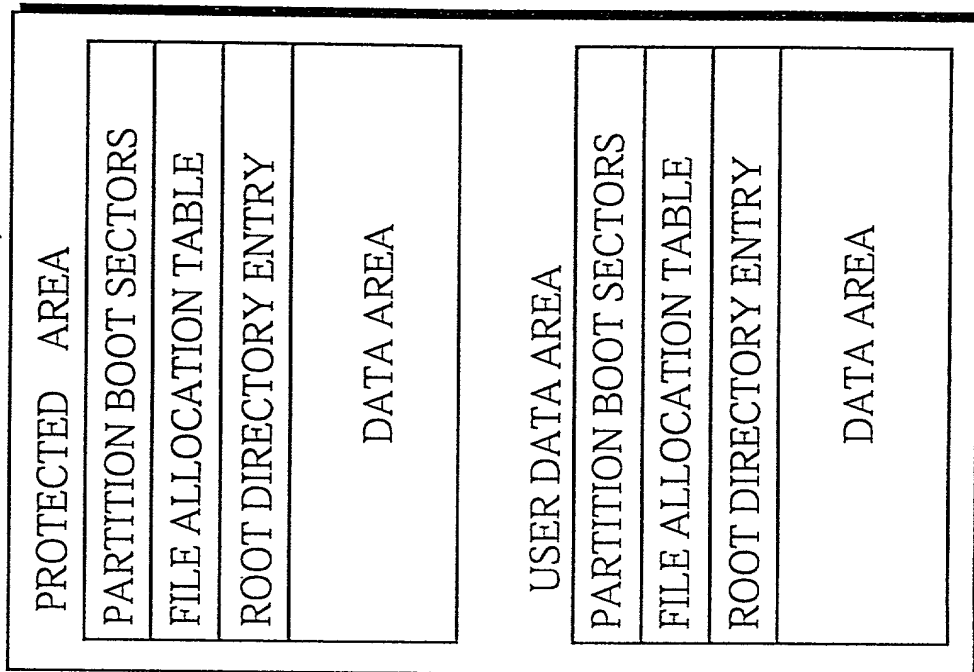 PROTECTED AREA
PARTITION BOOT SECTORS
FILE ALLOCATION TABLE
ROOT DIRECTORY ENTRY
DATA AREA
USER DATA AREA
PARTITION BOOT SECTORS
FILE ALLOCATION TABLE
ROOT DIRECTORY ENTRY
DATA AREA